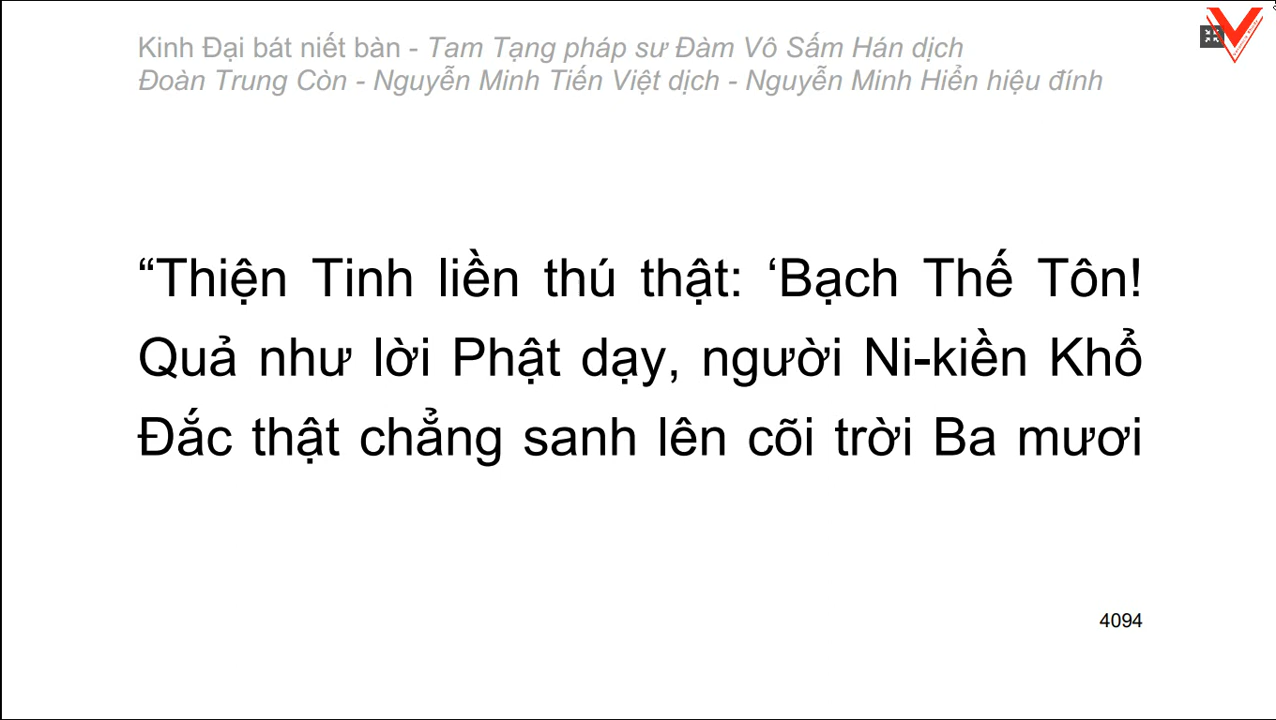 Kinh Đại bát niết bàn - Tam Tạng pháp sư Đàm Vô Sấm Hán dịch
Đoàn Trung Còn - Nguyễn Minh Tiến Việt dịch - Nguyễn Minh Hiển hiệu đính
“Thiện Tinh liền thú thật: ‘Bạch Thế Tôn!
Quả như lời Phật dạy, người Ni-kiền Khổ
Đắc thật chẳng sanh lên cõi trời Ba mươi
4094